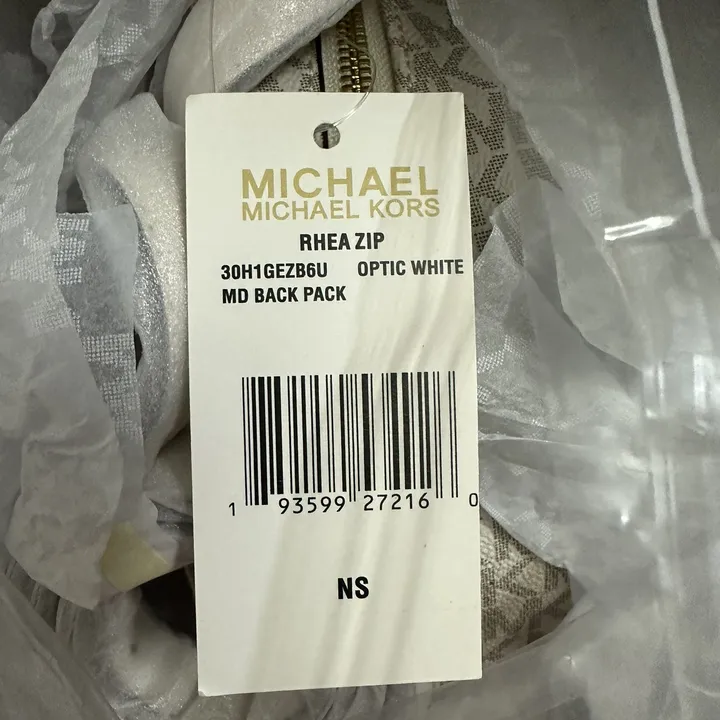 MICHAEL
MICHAEL KORS
RHEA ZIP
30H1GEZB6U OPTIC WHITE
MD BACK PACK
1 93599 27216 0
NS